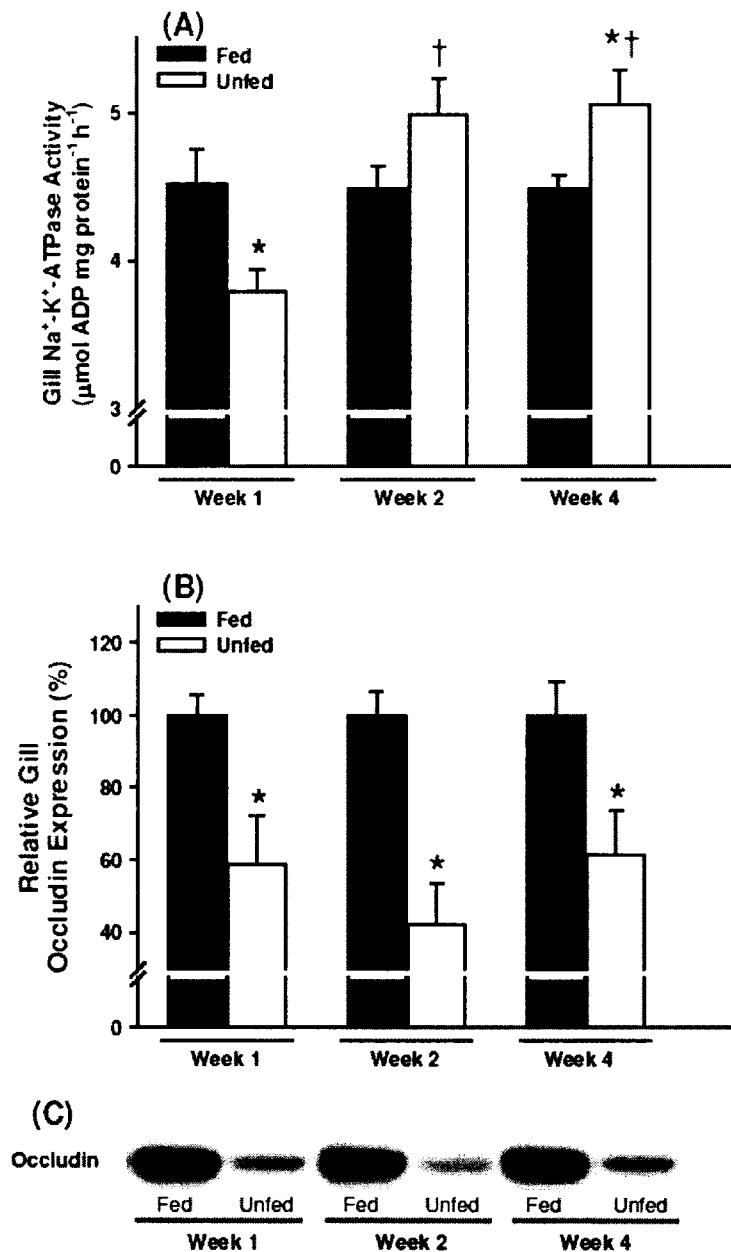 (A)
Fed
Unfed
Gill Na⁺-K⁺-ATPase Activity
(µmol ADP mg protein⁻¹ h⁻¹)
5
4
3
0
*
†
*†
Week 1
Week 2
Week 4
(B)
Fed
Unfed
Relative Gill
Occludin Expression (%)
120
100
80
60
40
0
*
*
*
Week 1
Week 2
Week 4
(C)
Occludin
Fed Unfed Fed Unfed Fed Unfed
Week 1 Week 2 Week 4